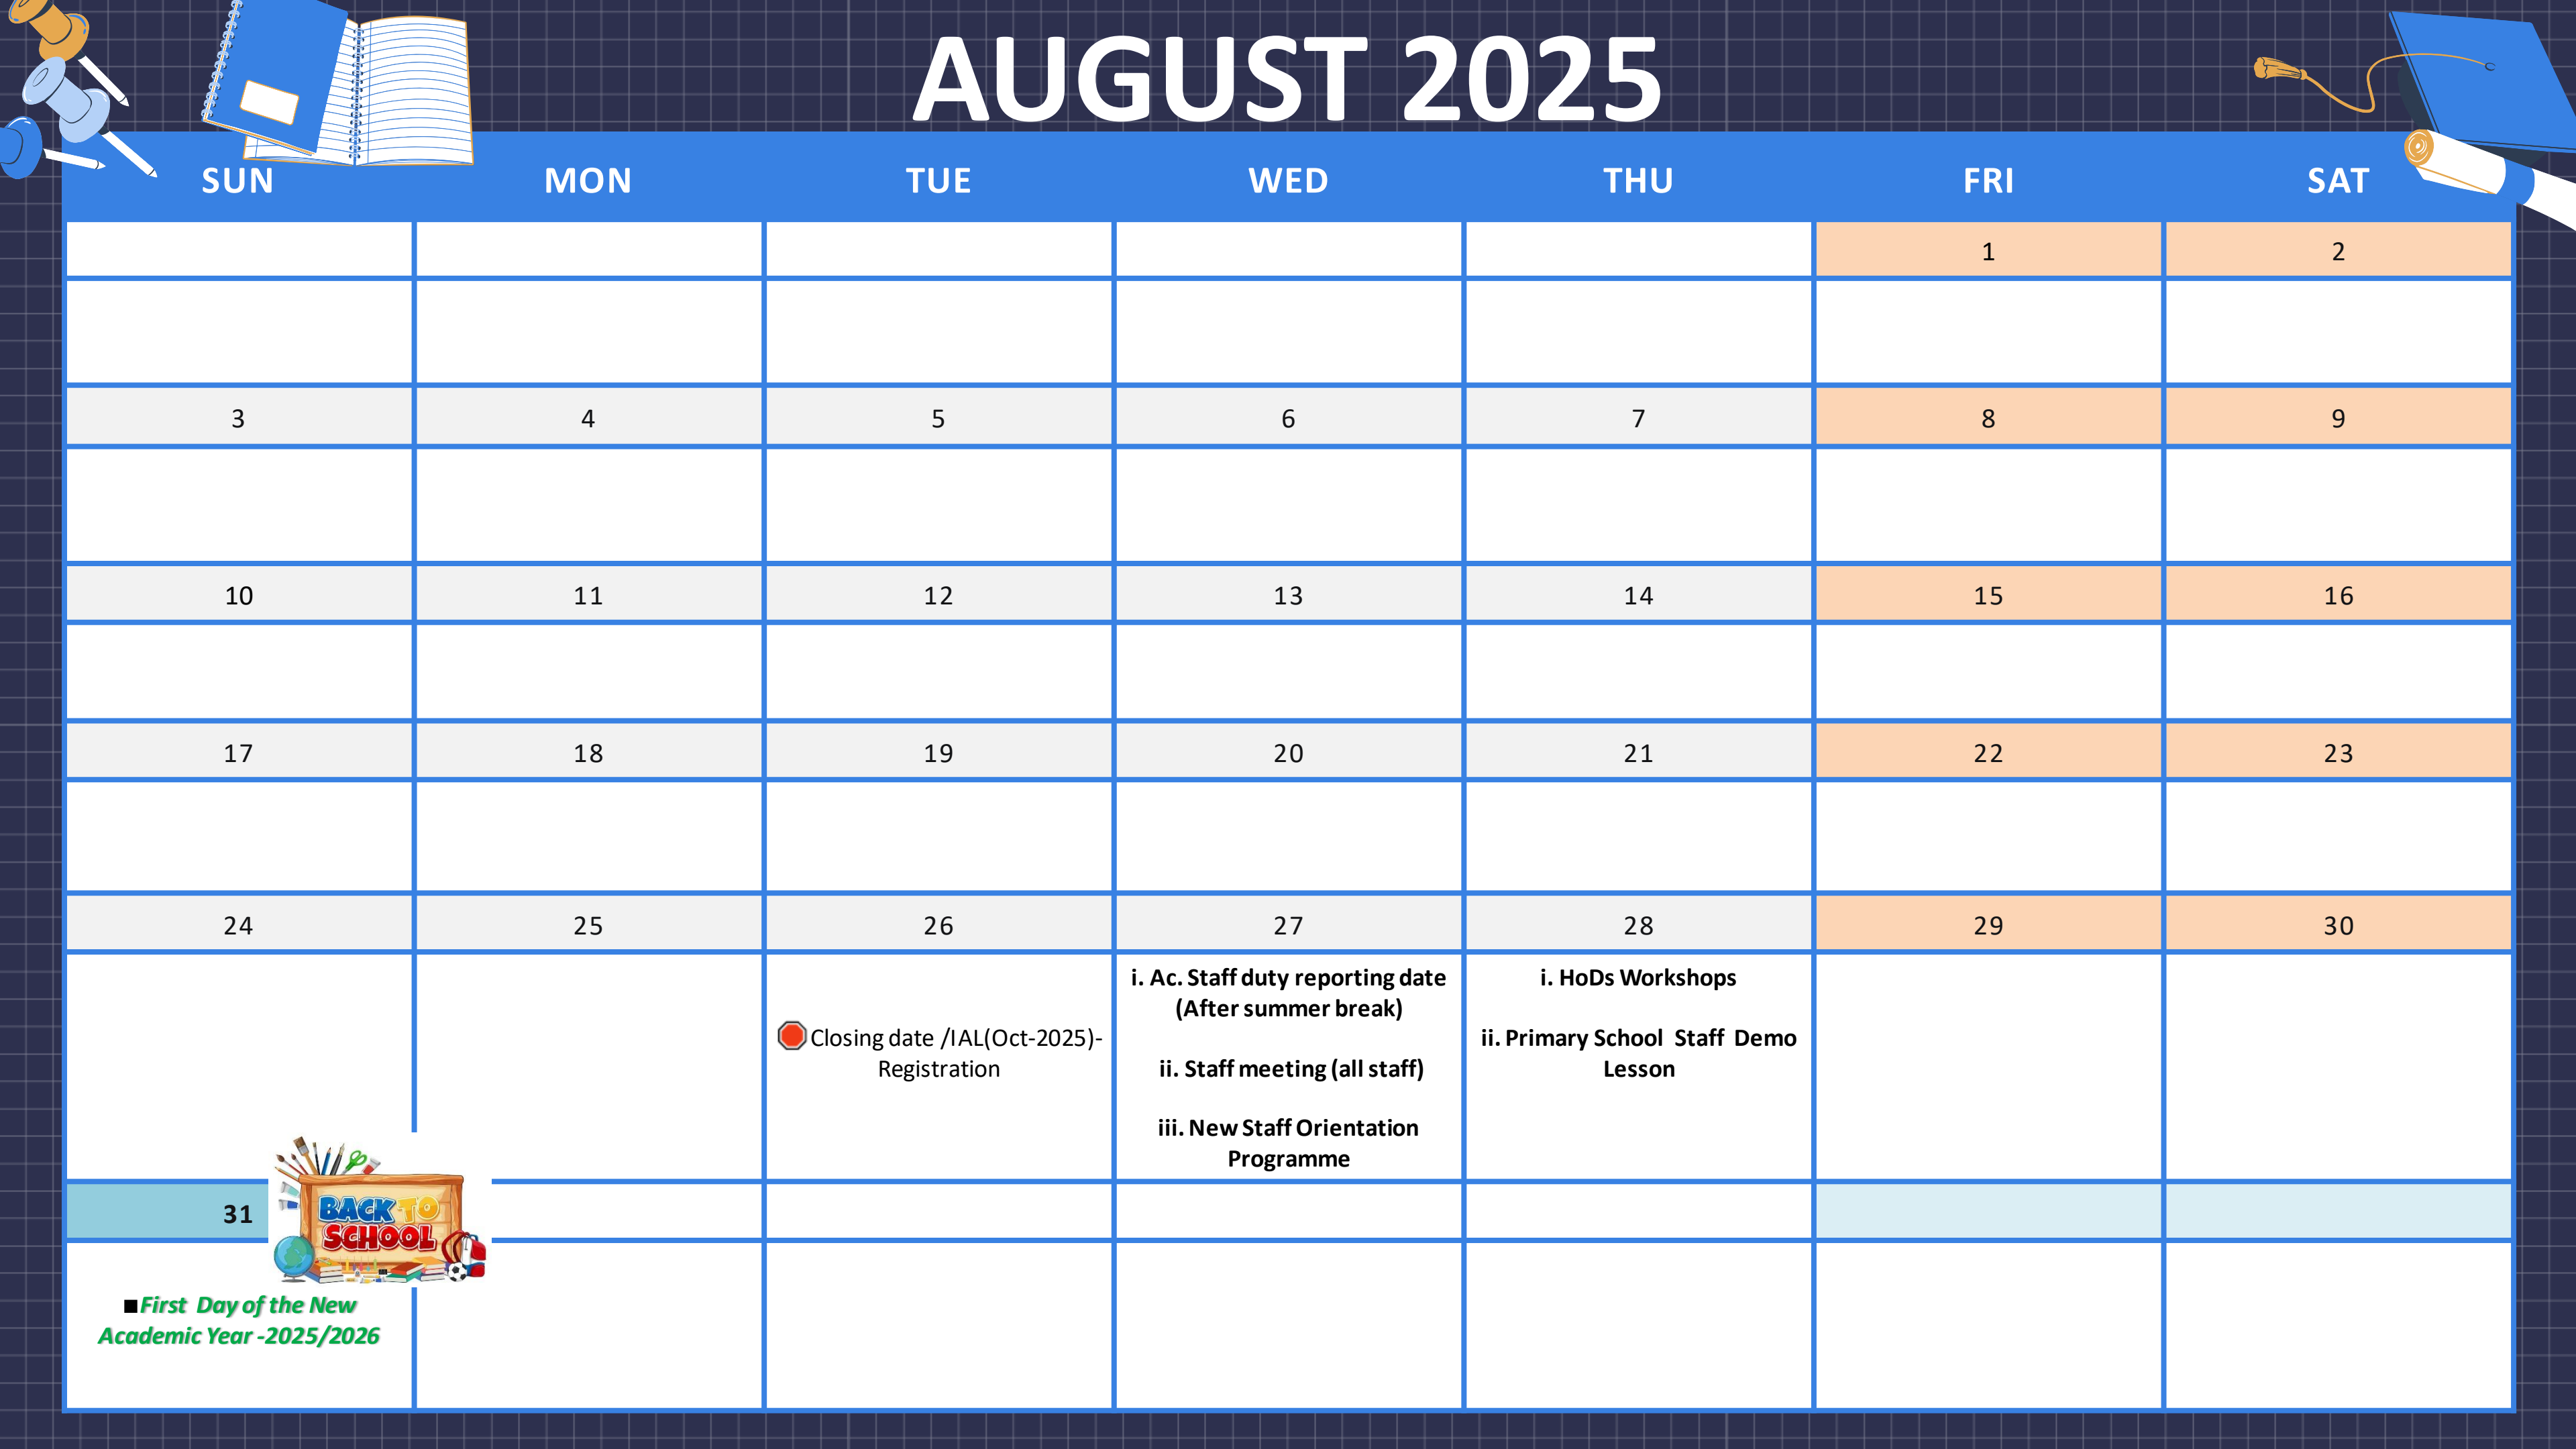 AUGUST 2025
SUN MON TUE WED THU FRI SAT
1 2
3 4 5 6 7 8 9
10 11 12 13 14 15 16
17 18 19 20 21 22 23
24 25 26 27 28 29 30
Closing date /IAL(Oct-2025)-
Registration
i. Ac. Staff duty reporting date
(After summer break)
ii. Staff meeting (all staff)
iii. New Staff Orientation
Programme
i. HoDs Workshops
ii. Primary School Staff Demo
Lesson
31
BACK TO
SCHOOL
■First Day of the New
Academic Year -2025/2026